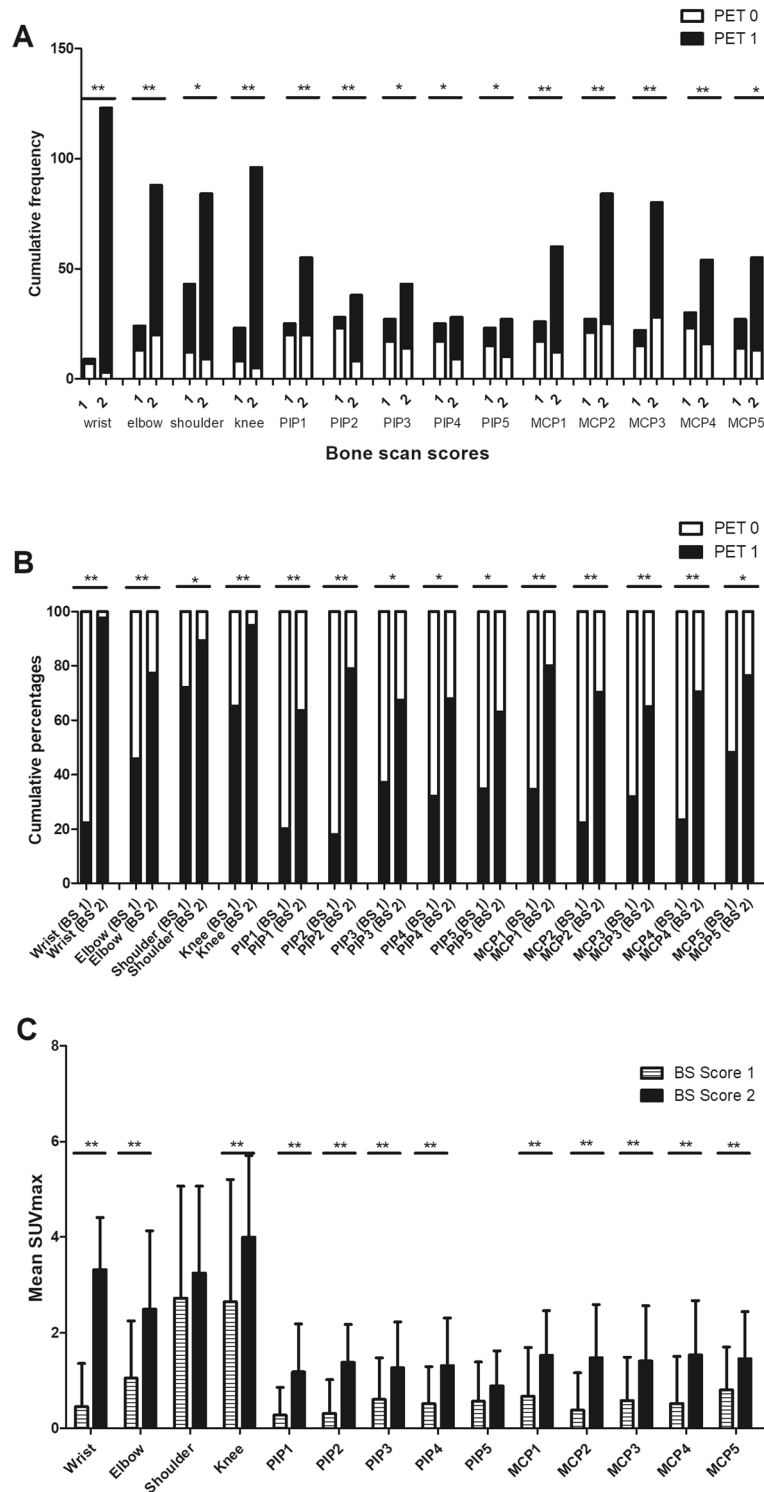 A
PET 0
PET 1
150
100
50
0
Cumulative frequency
** ** * ** ** ** * * * ** ** ** ** *
1 2 1 2 1 2 1 2 1 2 1 2 1 2 1 2 1 2 1 2 1 2 1 2 1 2 1 2
wrist elbow shoulder knee PIP1 PIP2 PIP3 PIP4 PIP5 MCP1 MCP2 MCP3 MCP4 MCP5
Bone scan scores
B
PET 0
PET 1
** ** * ** ** ** * * * ** ** ** ** *
100
80
60
40
20
0
Cumulative percentages
Wrist (BS 1)
Wrist (BS 2)
Elbow (BS 1)
Elbow (BS 2)
Shoulder (BS 1)
Shoulder (BS 2)
Knee (BS 1)
Knee (BS 2)
PIP1 (BS 1)
PIP1 (BS 2)
PIP2 (BS 1)
PIP2 (BS 2)
PIP3 (BS 1)
PIP3 (BS 2)
PIP4 (BS 1)
PIP4 (BS 2)
PIP5 (BS 1)
PIP5 (BS 2)
MCP1 (BS 1)
MCP1 (BS 2)
MCP2 (BS 1)
MCP2 (BS 2)
MCP3 (BS 1)
MCP3 (BS 2)
MCP4 (BS 1)
MCP4 (BS 2)
MCP5 (BS 1)
MCP5 (BS 2)
C
8
6
4
2
0
Mean SUVmax
BS Score 1
BS Score 2
** ** ** ** ** ** ** ** ** ** ** **
Wrist
Elbow
Shoulder
Knee
PIP1
PIP2
PIP3
PIP4
PIP5
MCP1
MCP2
MCP3
MCP4
MCP5